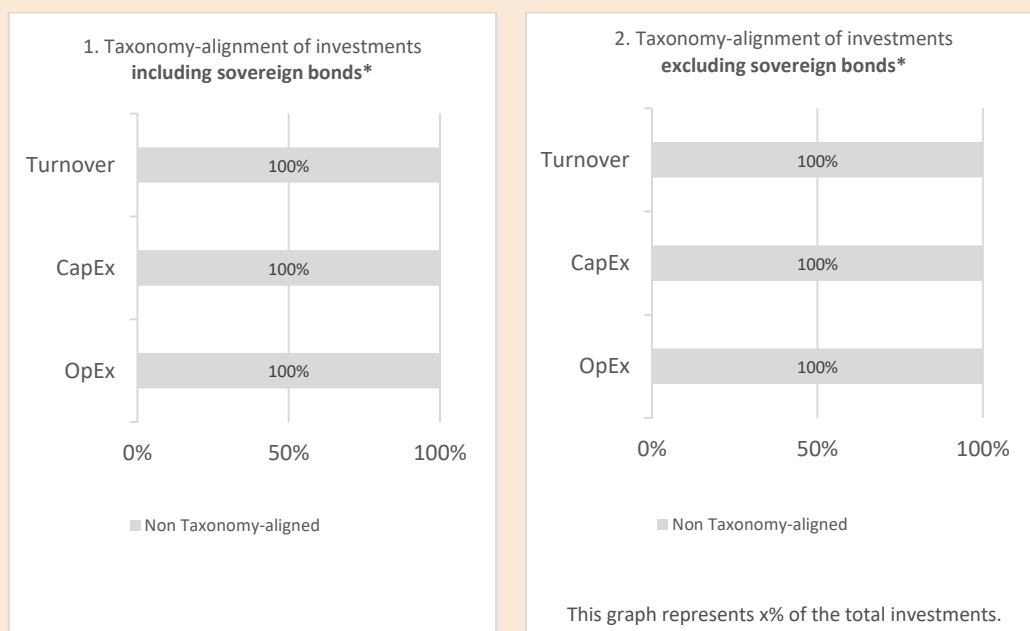 1. Taxonomy-alignment of investments
including sovereign bonds*
Turnover
100%
CapEx
100%
OpEx
100%
0%
50%
100%
Non Taxonomy-aligned
2. Taxonomy-alignment of investments
excluding sovereign bonds*
Turnover
100%
CapEx
100%
OpEx
100%
0%
50%
100%
Non Taxonomy-aligned
This graph represents x% of the total investments.